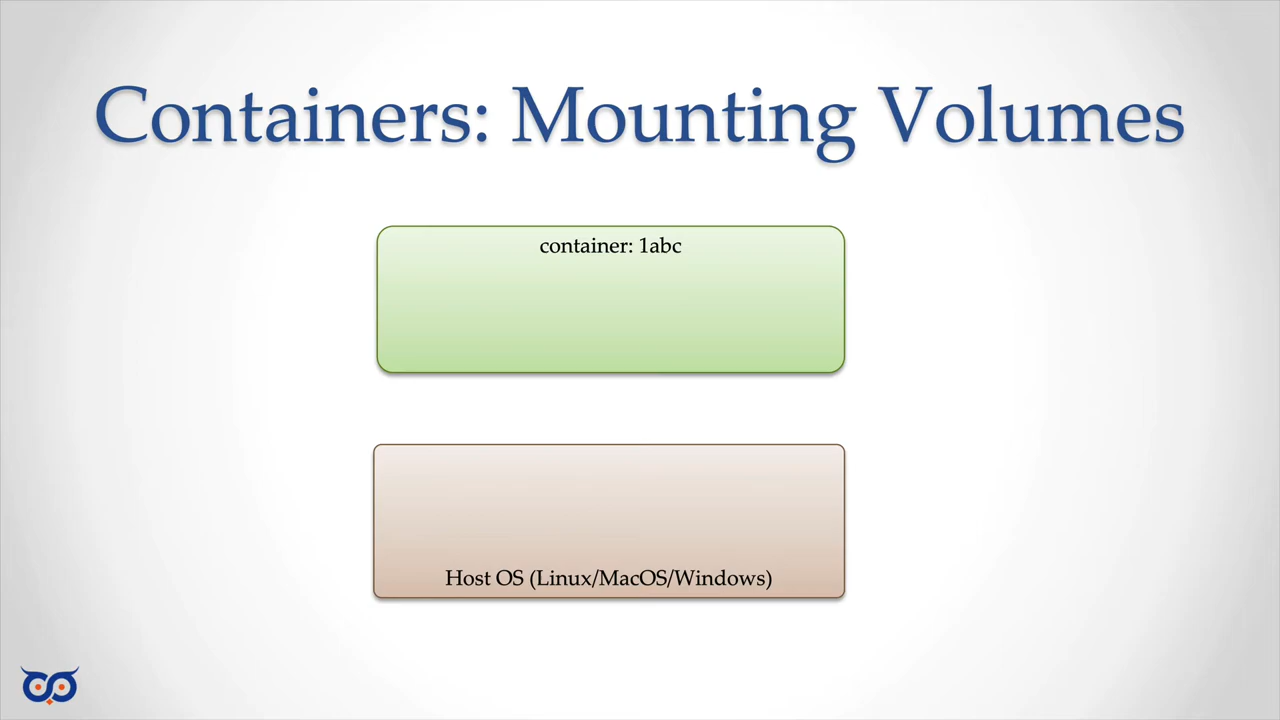 Containers: Mounting Volumes
container: 1abc
Host OS (Linux/MacOS/Windows)